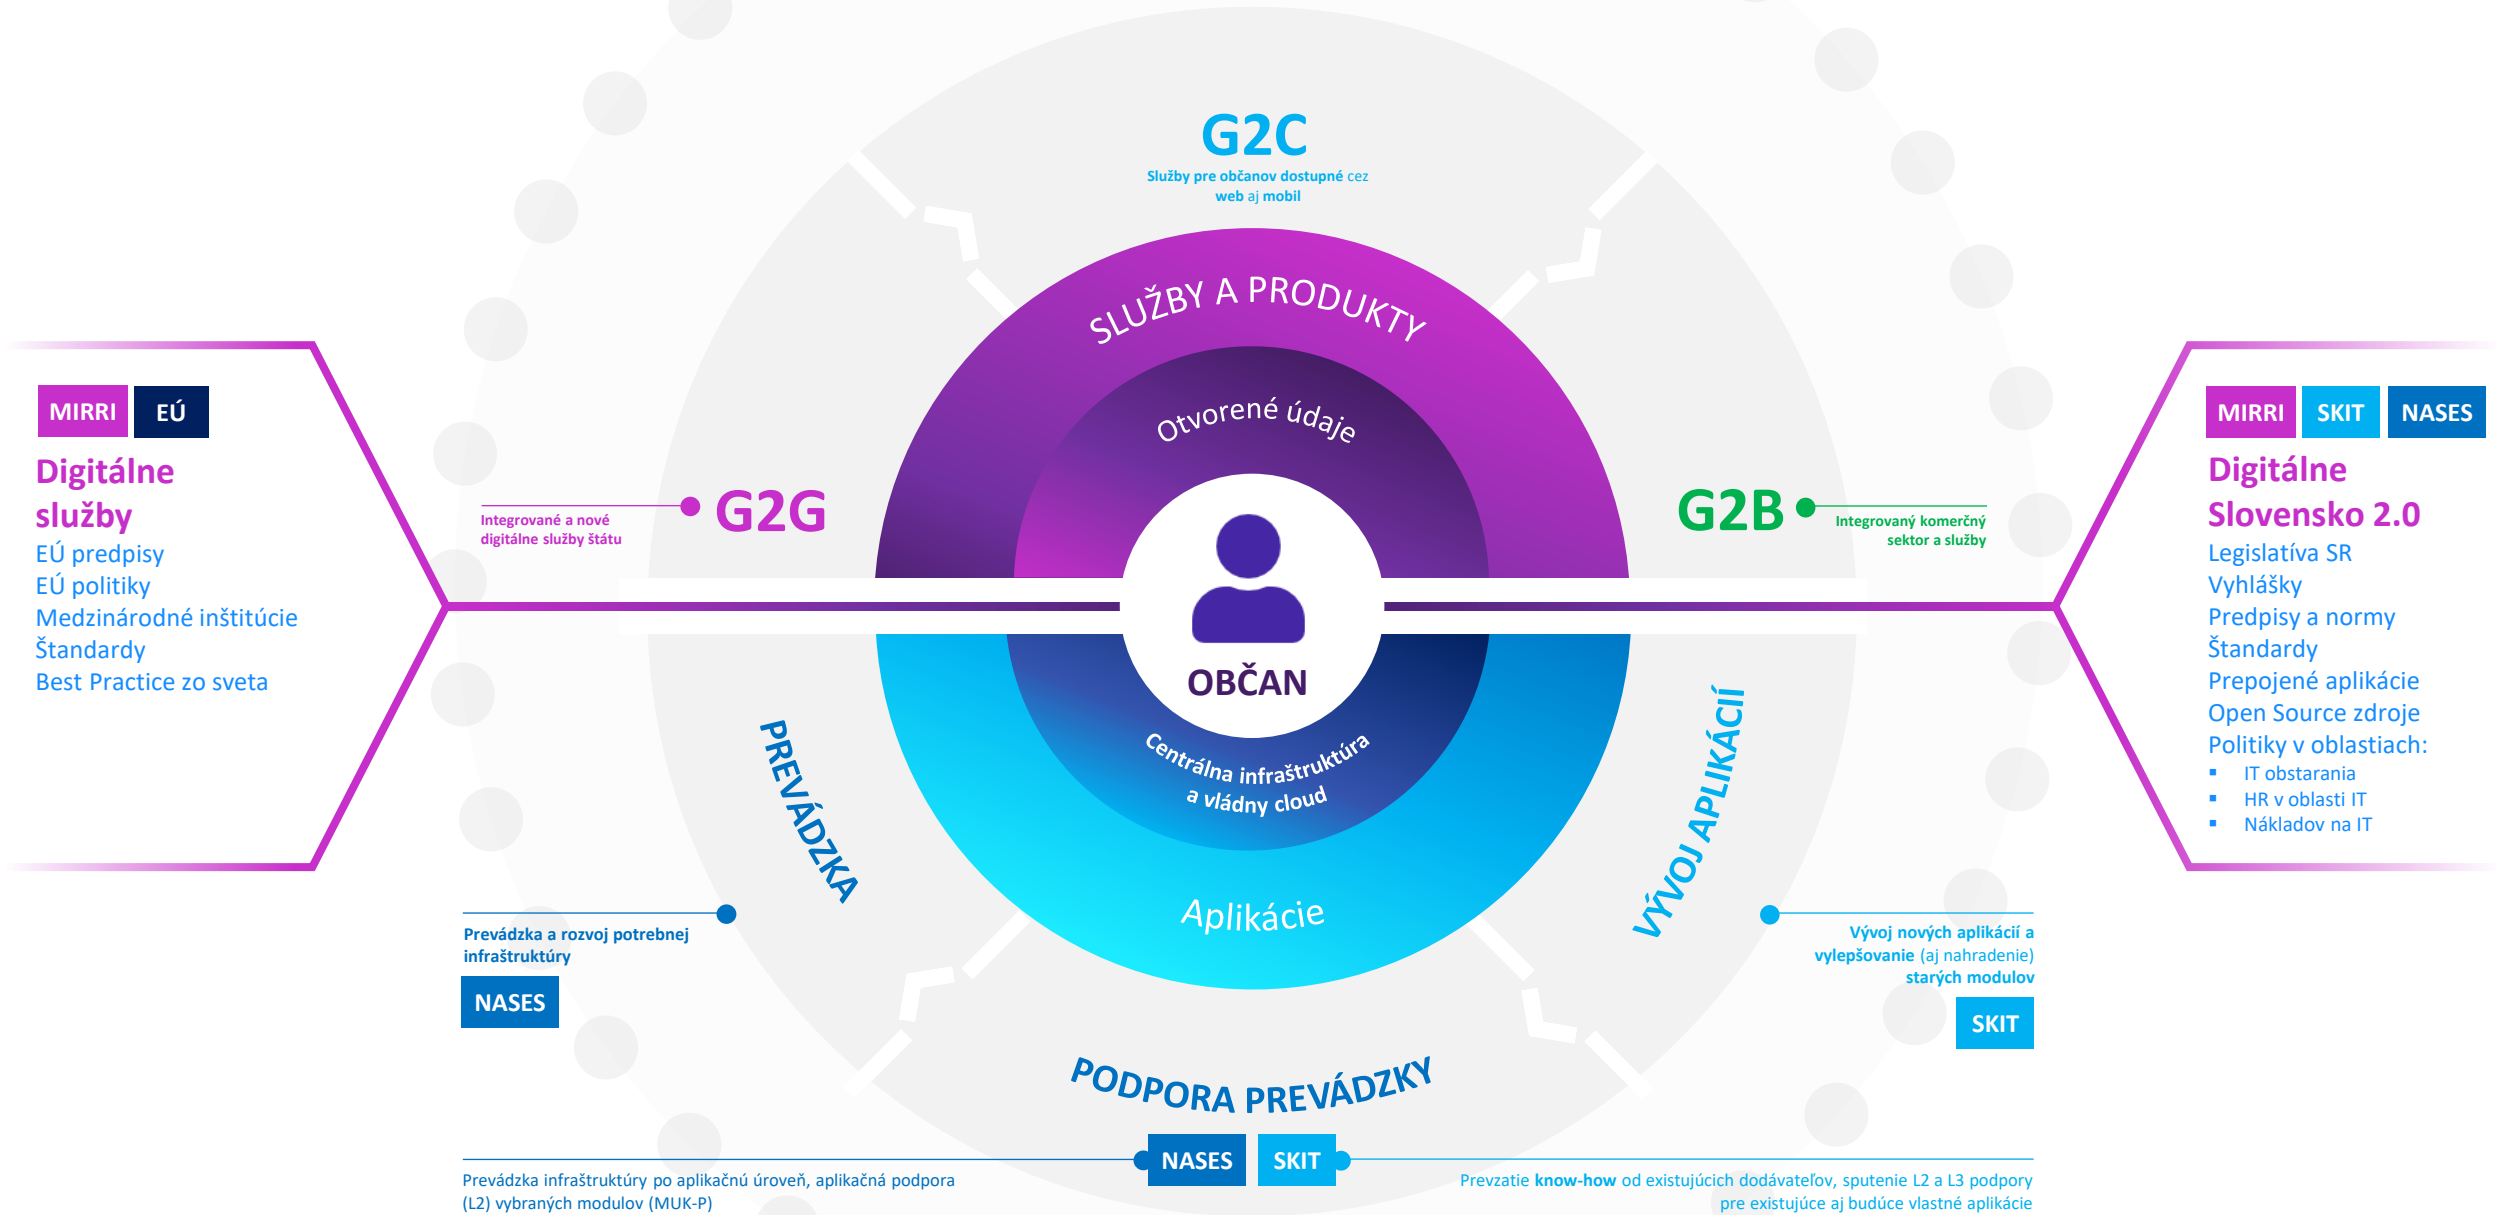 G2C
Služby pre občanov dostupné cez
web aj mobil
SLUŽBY A PRODUKTY
Otvorené údaje
MIRRI
EÚ
Digitálne
služby
EÚ predpisy
EÚ politiky
Medzinárodné inštitúcie
Štandardy
Best Practice zo sveta
Integrované a nové
digitálne služby štátu
G2G
G2B
Integrovaný komerčný
sektor a služby
MIRRI
SKIT
NASES
Digitálne
Slovensko 2.0
Legislatíva SR
Vyhlášky
Predpisy a normy
Štandardy
Prepojené aplikácie
Open Source zdroje
Politiky v oblastiach:
▪ IT obstarania
▪ HR v oblasti IT
▪ Nákladov na IT
OBČAN
Centrálna infraštruktúra
a vládny cloud
Aplikácie
PREVÁDZKA
Prevádzka a rozvoj potrebnej
infraštruktúry
NASES
VÝVOJ APLIKÁCIÍ
Vývoj nových aplikácií a
vylepšovanie (aj nahradenie)
starých modulov
SKIT
PODPORA PREVÁDZKY
NASES
SKIT
Prevádzka infraštruktúry po aplikačnú úroveň, aplikačná podpora
(L2) vybraných modulov (MUK-P)
Prevzatie know-how od existujúcich dodávateľov, sputenie L2 a L3 podpory
pre existujúce aj budúce vlastné aplikácie